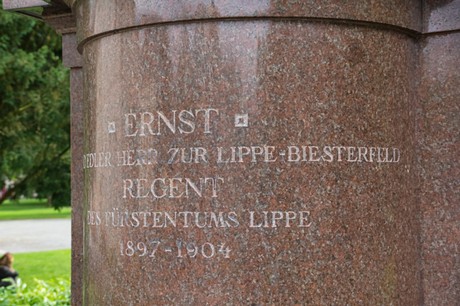 ERNST
EDLER HERR ZUR LIPPE-BIESTERFELD
REGENT
DES FÜRSTENTUMS LIPPE
1897-1904